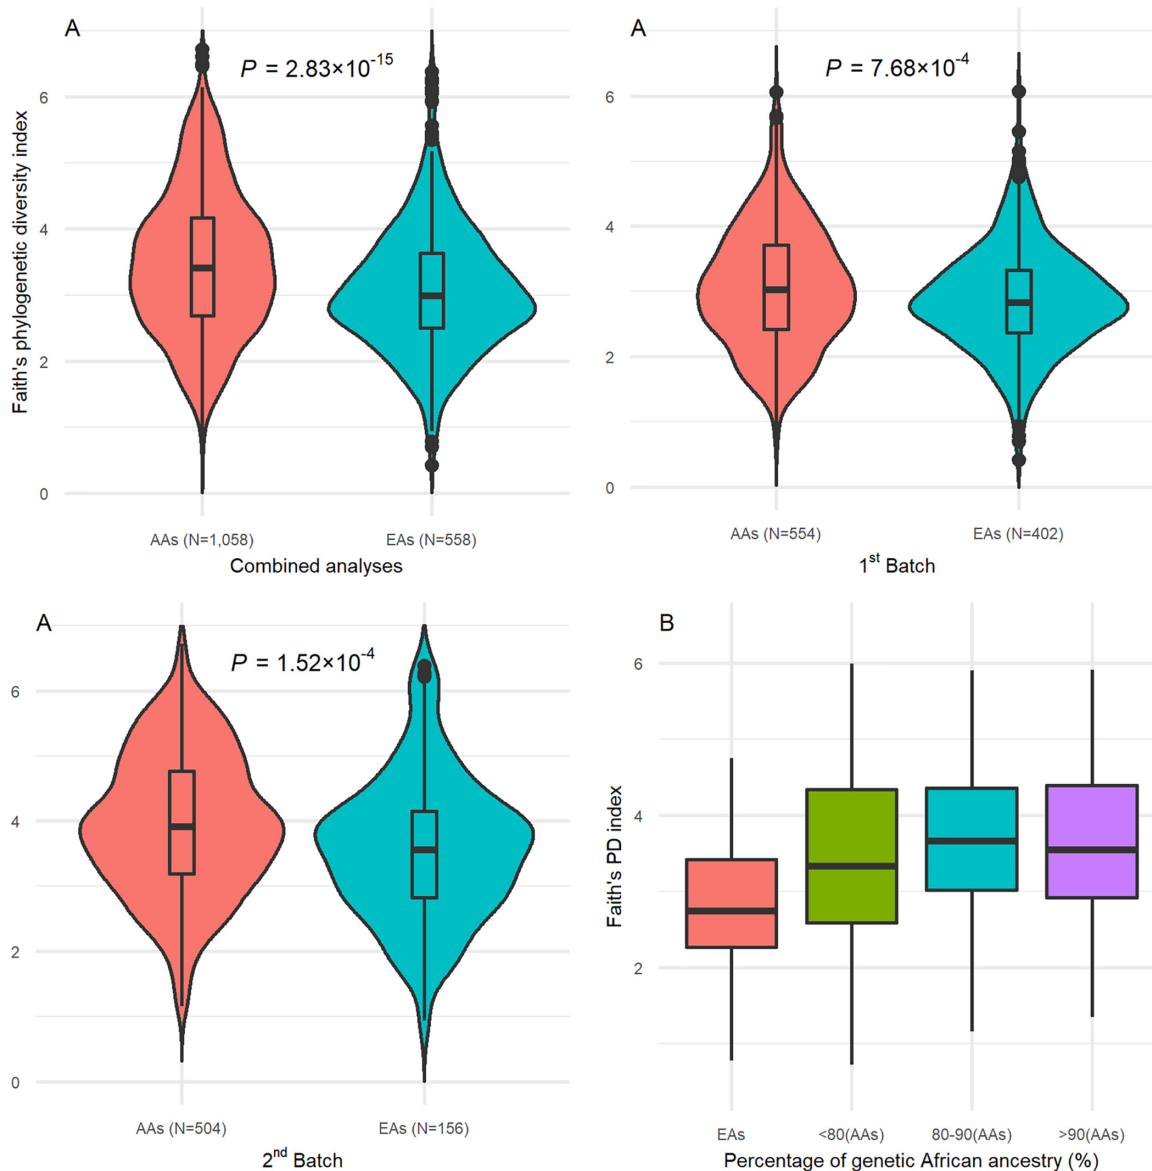 A
P = 2.83×10-15
Faith's phylogenetic diversity index
6
4
2
0
AAs (N=1,058)
EAs (N=558)
Combined analyses
A
P = 7.68×10-4
6
4
2
0
AAs (N=554)
EAs (N=402)
1st Batch
A
P = 1.52×10-4
6
4
2
0
AAs (N=504)
EAs (N=156)
2nd Batch
B
Faith's PD index
6
4
2
EAs
<80(AAs)
80-90(AAs)
>90(AAs)
Percentage of genetic African ancestry (%)